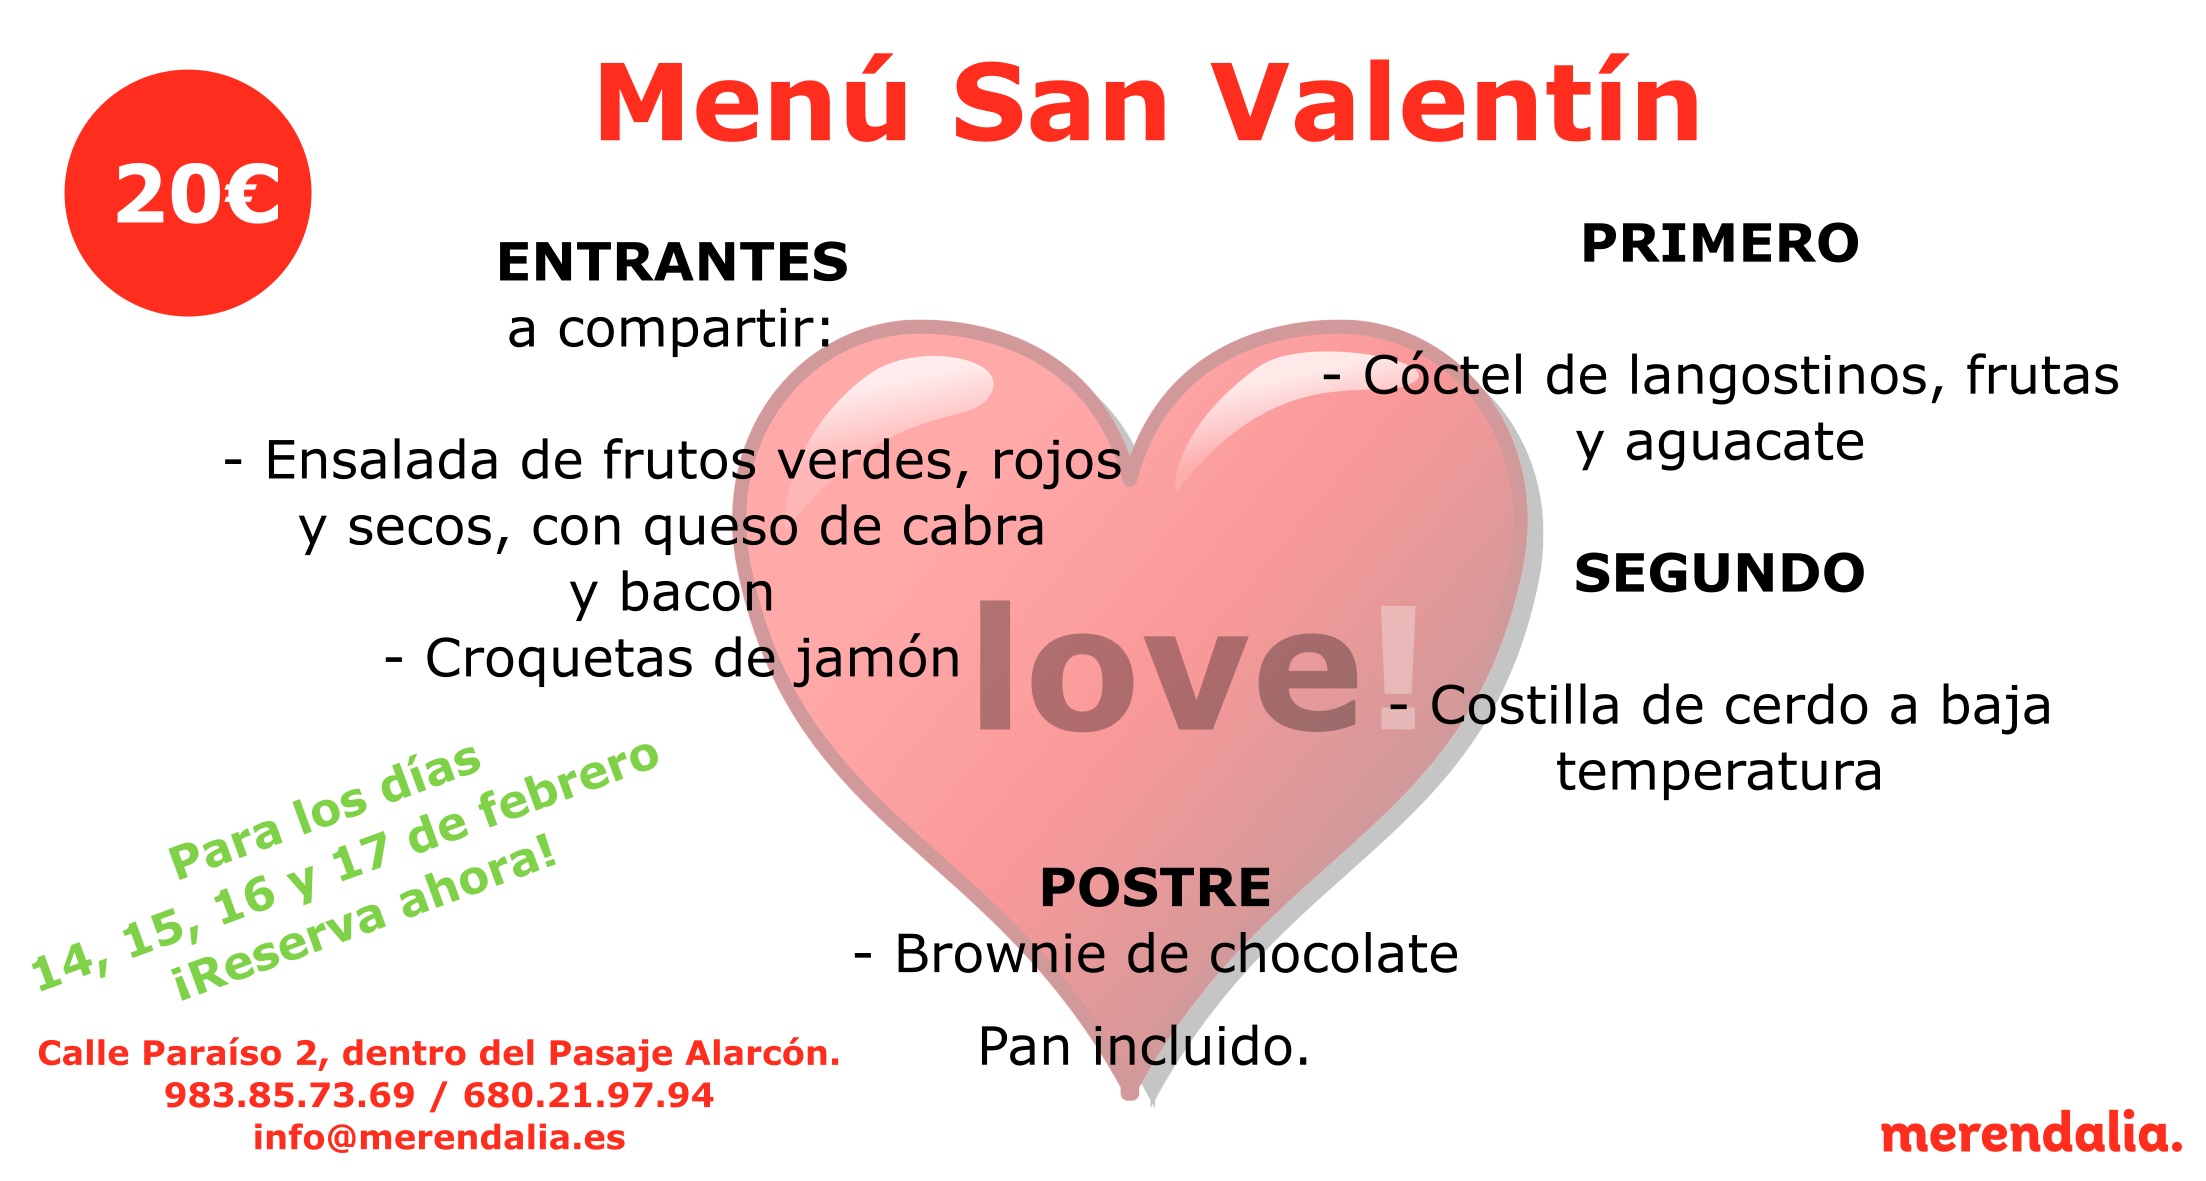 Menú San Valentín
20€
ENTRANTES
a compartir:
- Ensalada de frutos verdes, rojos
y secos, con queso de cabra
y bacon
- Croquetas de jamón
PRIMERO
- Cóctel de langostinos, frutas
y aguacate
SEGUNDO
- Costilla de cerdo a baja
temperatura
love!
POSTRE
- Brownie de chocolate
Pan incluido.
Para los días
14, 15, 16 y 17 de febrero
¡Reserva ahora!
Calle Paraíso 2, dentro del Pasaje Alarcón.
983.85.73.69 / 680.21.97.94
info@merendalia.es
merendalia.